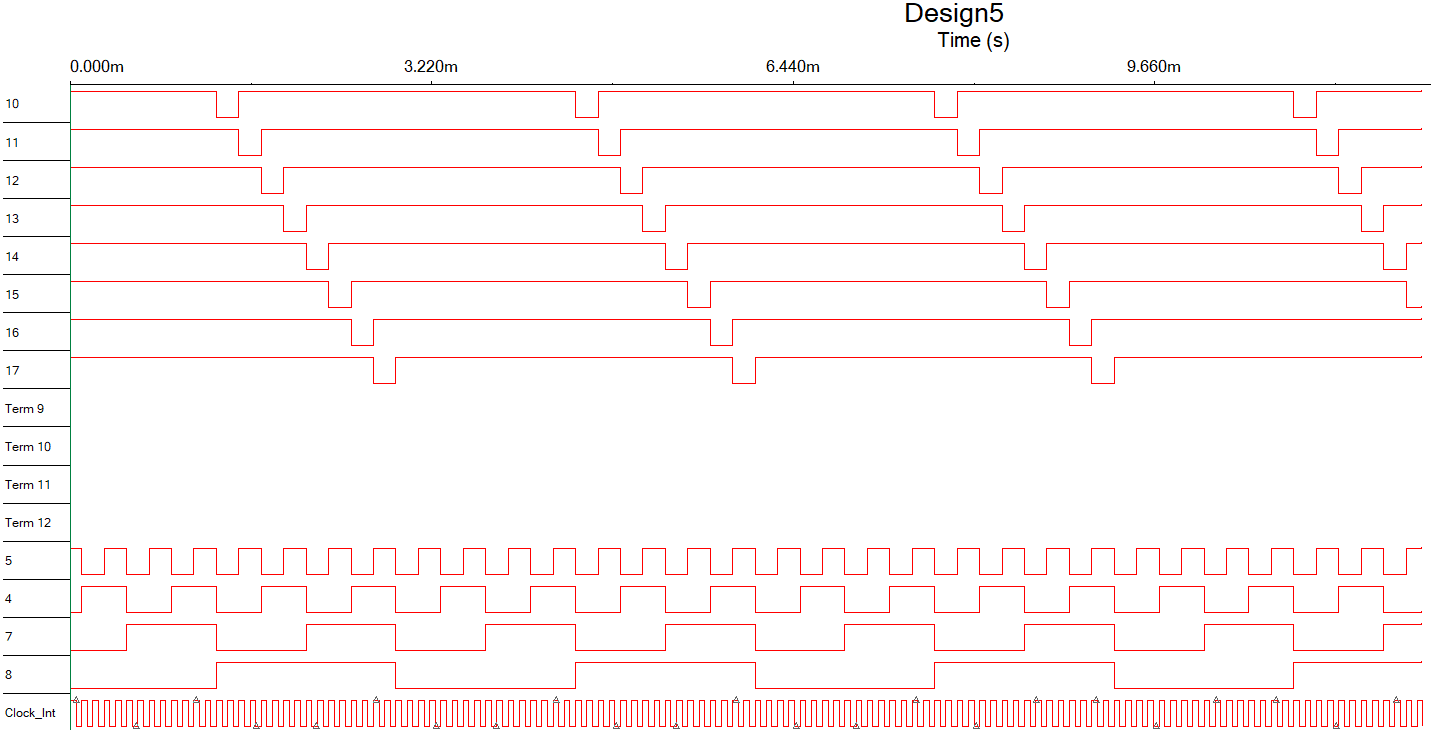 Design5
Time (s)
0.000m 3.220m 6.440m 9.660m
10
11
12
13
14
15
16
17
Term 9
Term 10
Term 11
Term 12
5
4
7
8
Clock_Int